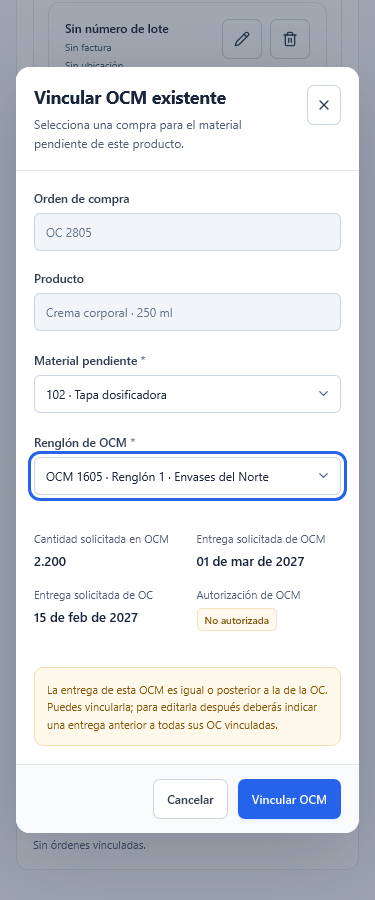 Sin número de lote
Sin factura
Sin ubicación
Vincular OCM existente
Selecciona una compra para el material
pendiente de este producto.
Orden de compra
OC 2805
Producto
Crema corporal · 250 ml
Material pendiente *
102 · Tapa dosificadora
Renglón de OCM *
OCM 1605 · Renglón 1 · Envases del Norte
Cantidad solicitada en OCM
2.200
Entrega solicitada de OCM
01 de mar de 2027
Entrega solicitada de OC
15 de feb de 2027
Autorización de OCM
No autorizada
La entrega de esta OCM es igual o posterior a la de la OC.
Puedes vincularla; para editarla después deberás indicar
una entrega anterior a todas sus OC vinculadas.
Cancelar
Vincular OCM
Sin órdenes vinculadas.